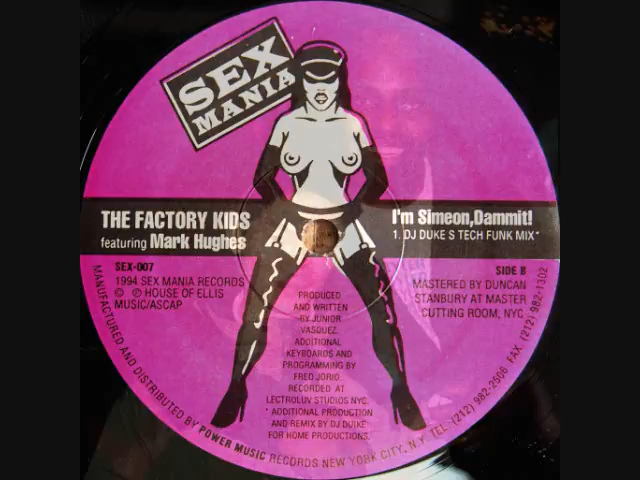 SEX
MANIA
THE FACTORY KIDS
featuring Mark Hughes
I'm Simeon,Dammit!
1. DJ DUKE S TECH FUNK MIX*
SEX-007
1994 SEX MANIA RECORDS
© ℗ HOUSE OF ELLIS
MUSIC/ASCAP
SIDE B
MASTERED BY DUNCAN
STANBURY AT MASTER
CUTTING ROOM, NYC.
PRODUCED
AND WRITTEN
BY JUNIOR
VASQUEZ.
ADDITIONAL
KEYBOARDS AND
PROGRAMMING BY
FRED JORIO
RECORDED AT
LECTROLUV STUDIOS NYC.
* ADDITIONAL PRODUCTION
AND REMIX BY DJ DUKE
FOR HOME PRODUCTIONS.
MANUFACTURED AND DISTRIBUTED BY POWER MUSIC RECORDS NEW YORK CITY, N.Y. TEL (212) 982-2508 FAX (212) 982-1302